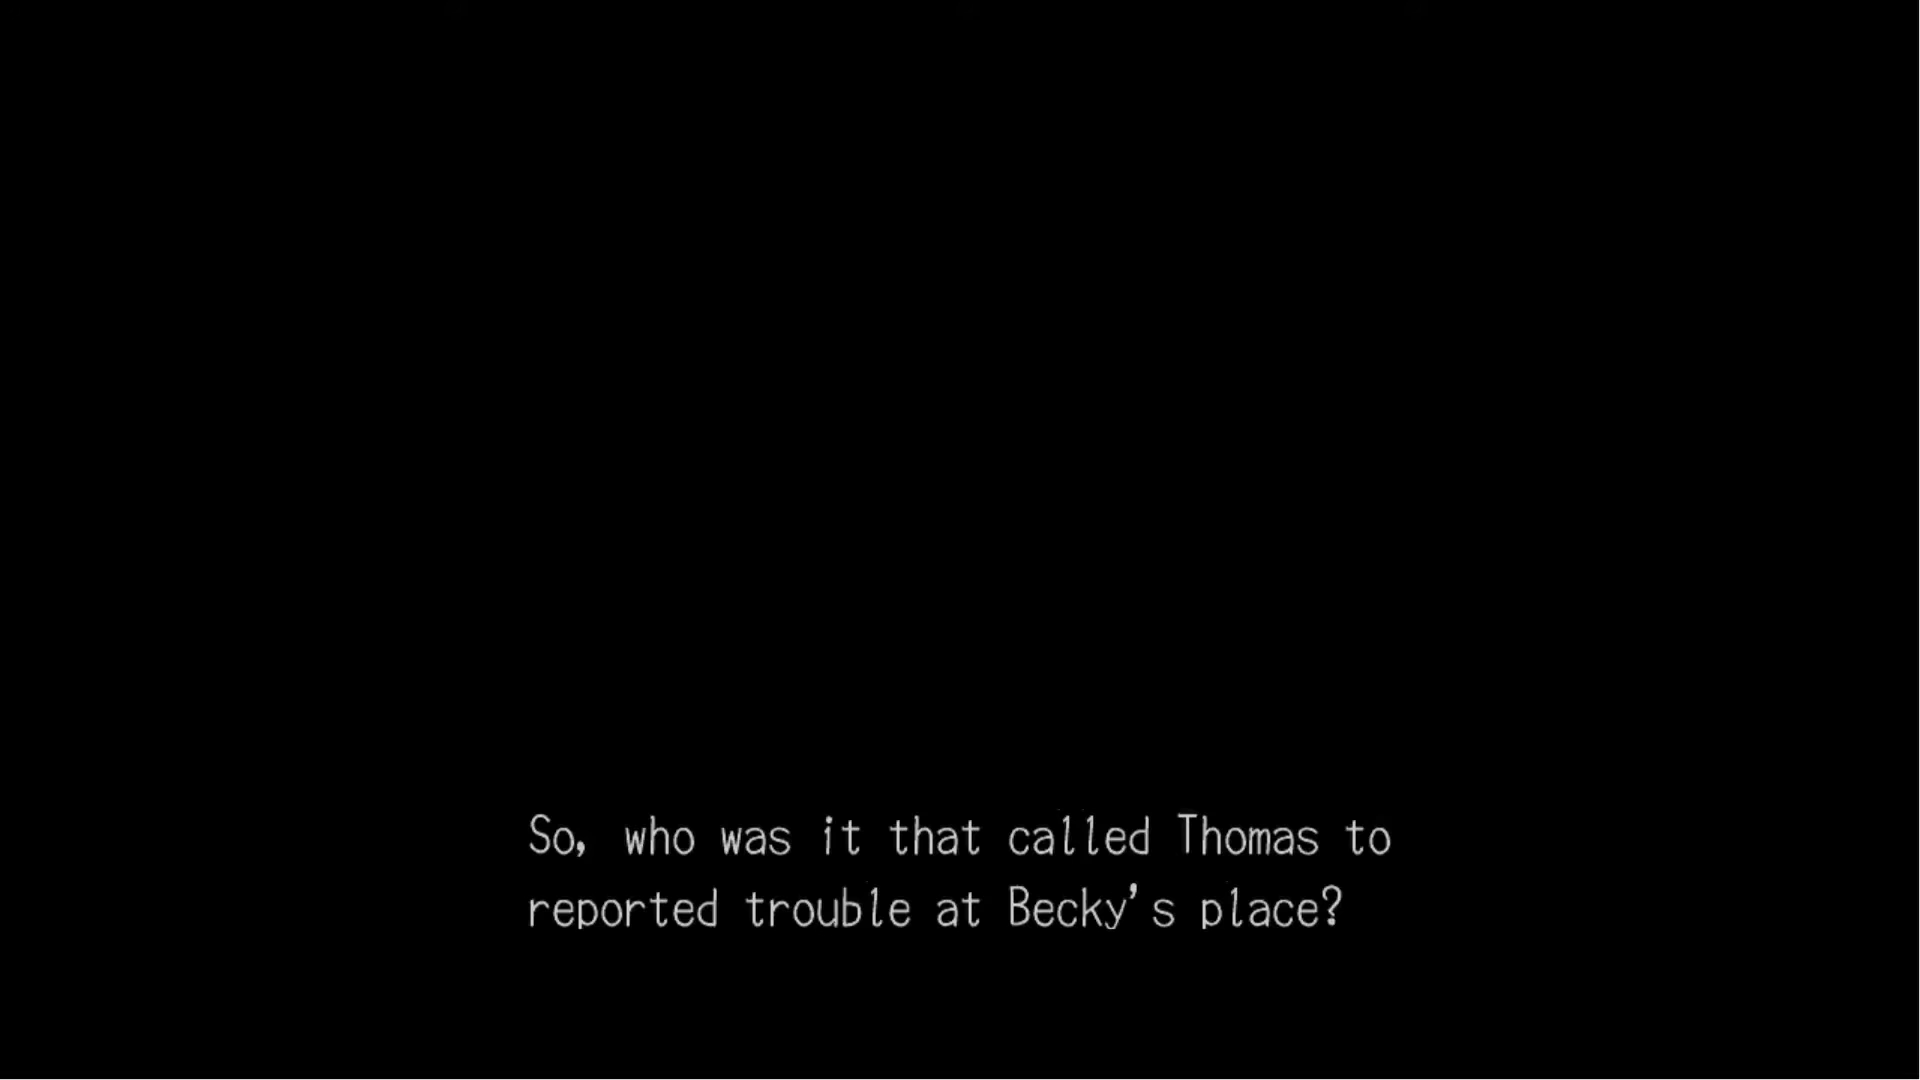 So, who was it that called Thomas to
reported trouble at Becky's place?